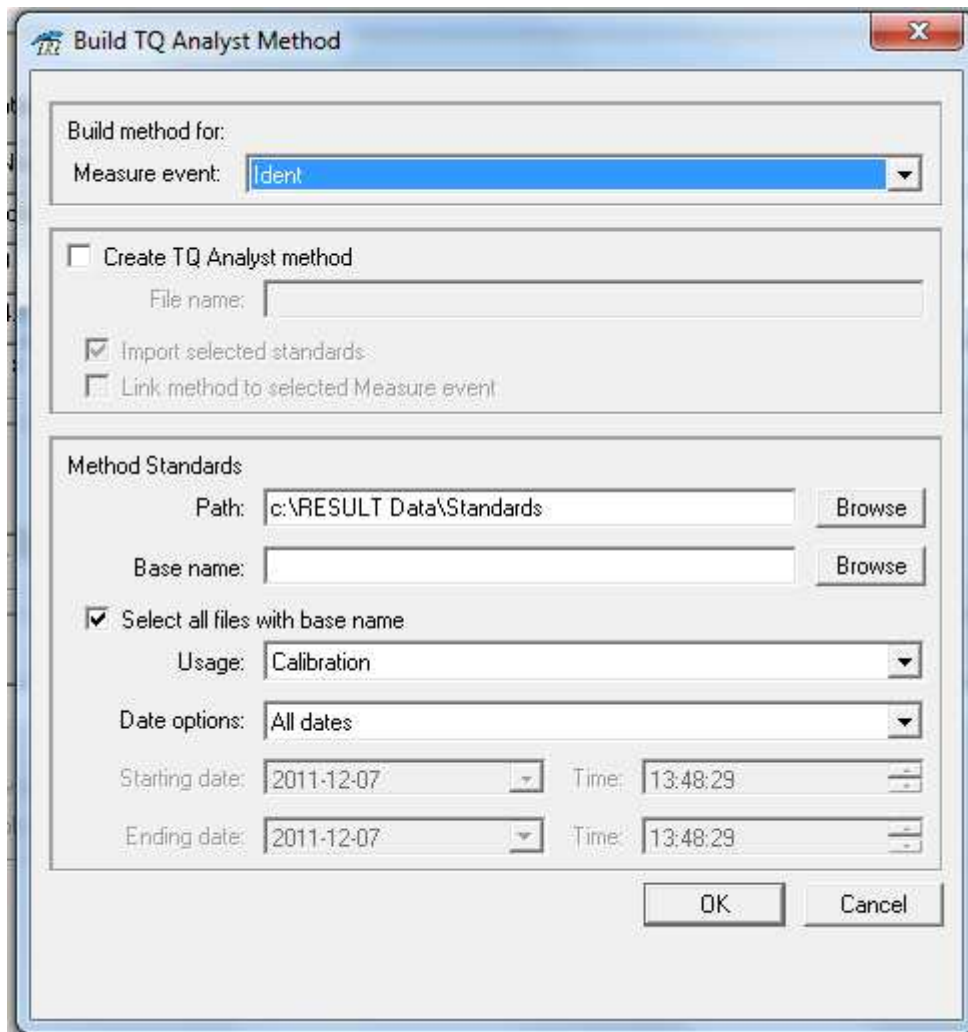 Build TQ Analyst Method
Build method for:
Measure event: Ident
Create TQ Analyst method
File name:
Import selected standards
Link method to selected Measure event
Method Standards
Path: c:\RESULT Data\Standards Browse
Base name: Browse
Select all files with base name
Usage: Calibration
Date options: All dates
Starting date: 2011-12-07 Time: 13:48:29
Ending date: 2011-12-07 Time: 13:48:29
OK Cancel